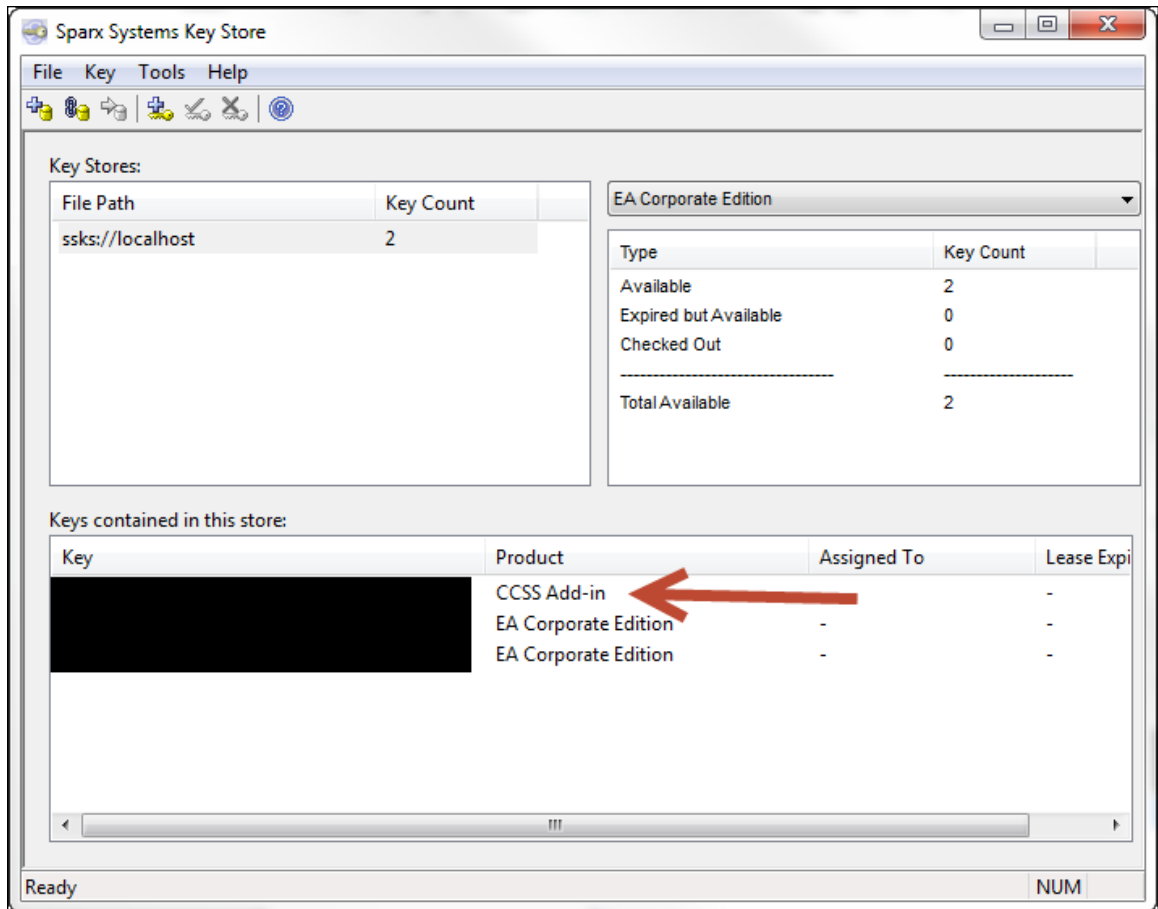 Sparx Systems Key Store
File Key Tools Help
Key Stores:
File Path Key Count
ssks://localhost 2
EA Corporate Edition
Type Key Count
Available 2
Expired but Available 0
Checked Out 0
--------------------------------- --------------------
Total Available 2
Keys contained in this store:
Key Product Assigned To Lease Expi
CCSS Add-in -
EA Corporate Edition - -
EA Corporate Edition - -
Ready NUM